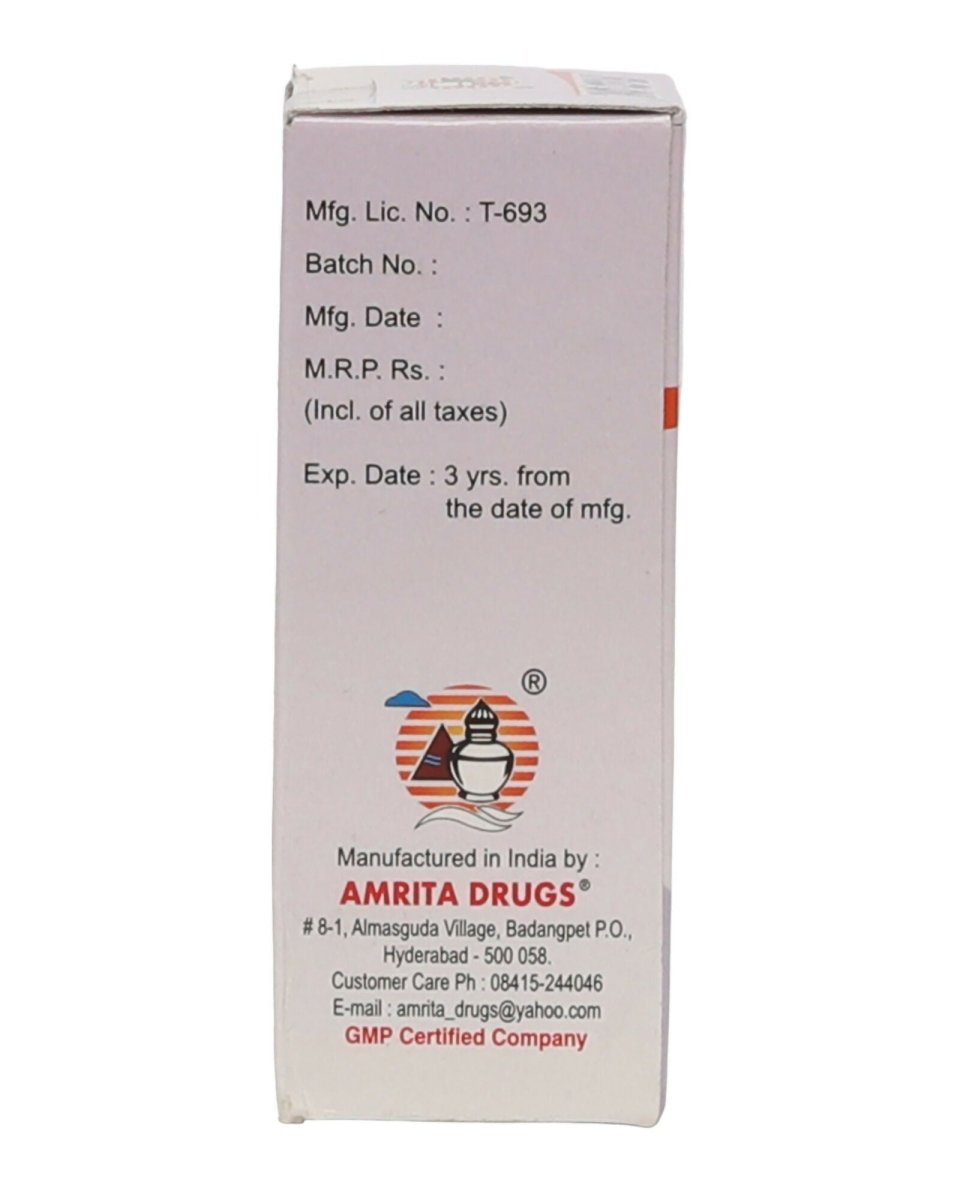 Mfg. Lic. No. : T-693
Batch No. :
Mfg. Date :
M.R.P. Rs. :
(Incl. of all taxes)
Exp. Date : 3 yrs. from
the date of mfg.
®
Manufactured in India by :
AMRITA DRUGS®
# 8-1, Almasguda Village, Badangpet P.O.,
Hyderabad - 500 058.
Customer Care Ph : 08415-244046
E-mail : amrita_drugs@yahoo.com
GMP Certified Company